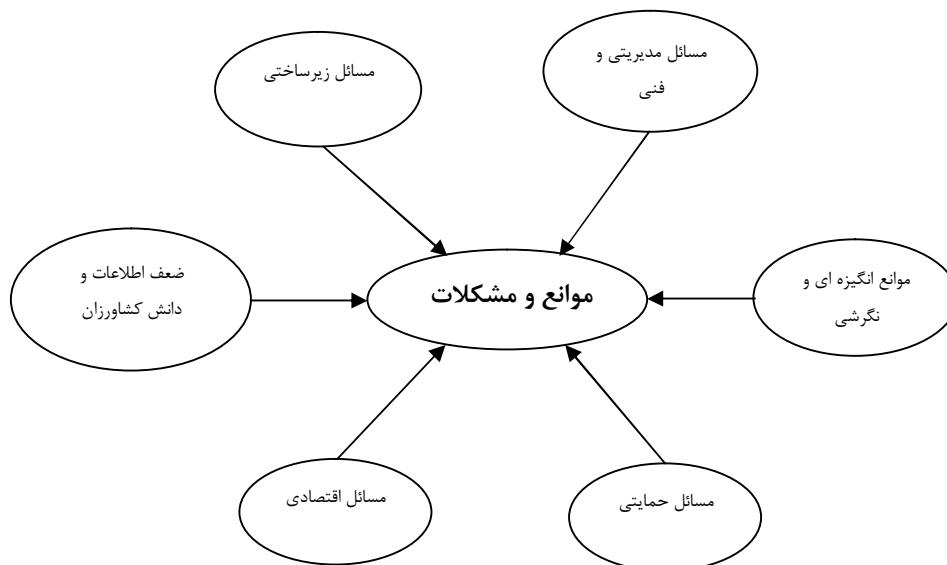 مسائل مدیریتی و
فنی
مسائل زیرساختی
موانع انگیزه ای و
نگرشی
موانع و مشکلات
ضعف اطلاعات و
دانش کشاورزان
مسائل حمایتی
مسائل اقتصادی